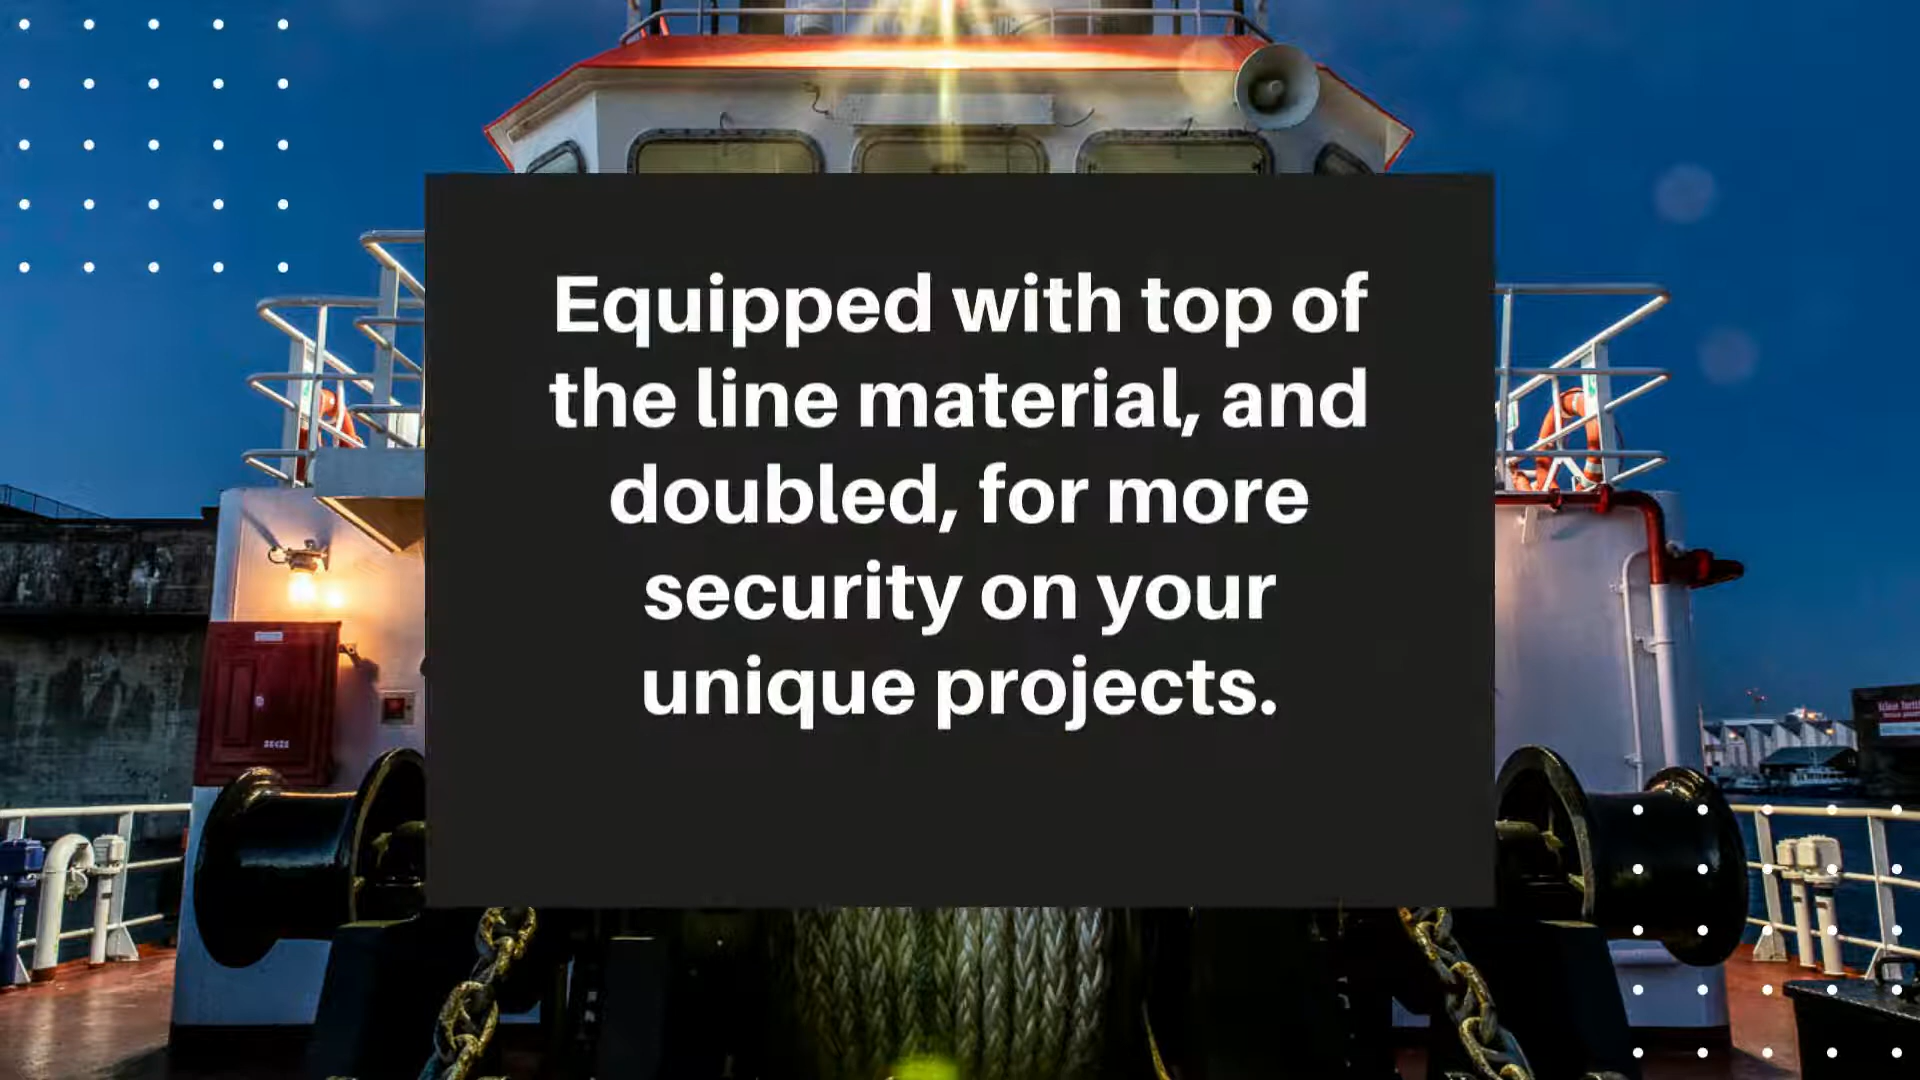 Equipped with top of
the line material, and
doubled, for more
security on your
unique projects.